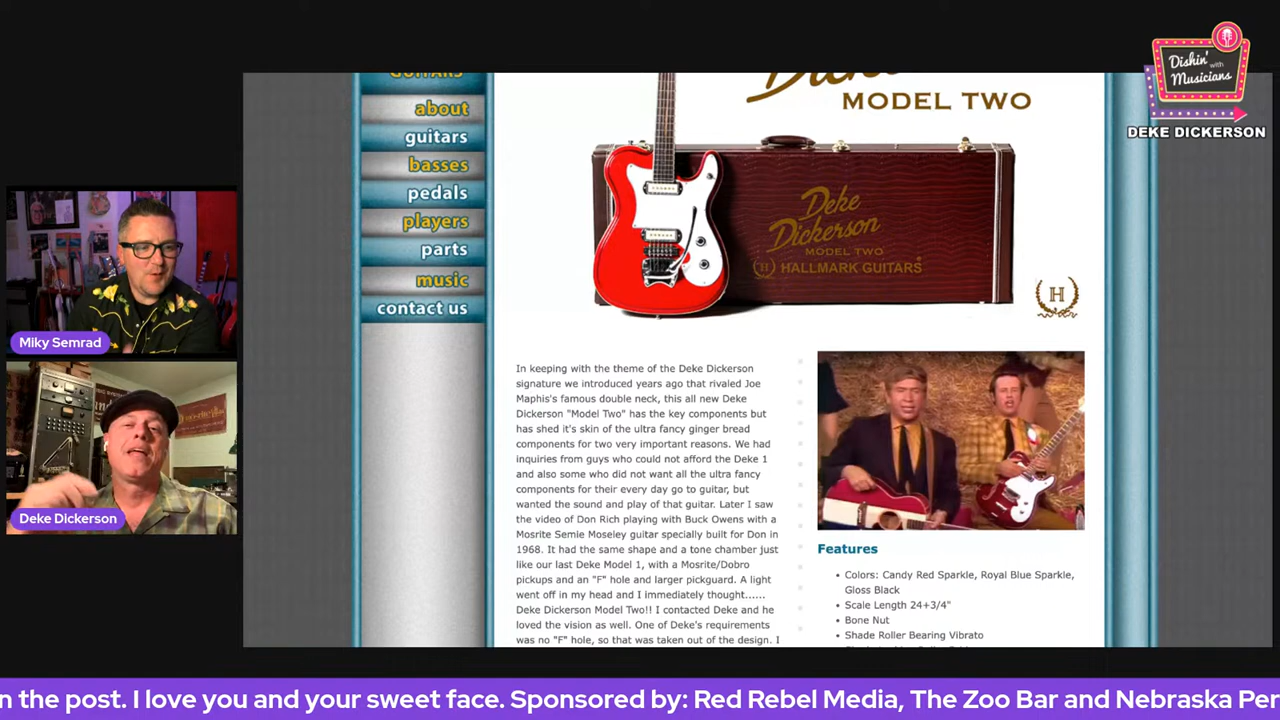 Dishin' with
Musicians
DEKE DICKERSON
GUITARS
about
guitars
basses
pedals
players
parts
music
contact us
MODEL TWO
Deke
Dickerson
MODEL TWO
H HALLMARK GUITARS
H
In keeping with the theme of the Deke Dickerson
signature we introduced years ago that rivaled Joe
Maphis's famous double neck, this all new Deke
Dickerson "Model Two" has the key components but
has shed it's skin of the ultra fancy ginger bread
components for two very important reasons. We had
inquiries from guys who could not afford the Deke 1
and also some who did not want all the ultra fancy
components for their every day go to guitar, but
wanted the sound and play of that guitar. Later I saw
the video of Don Rich playing with Buck Owens with a
Mosrite Semie Moseley guitar specially built for Don in
1968. It had the same shape and a tone chamber just
like our last Deke Model 1, with a Mosrite/Dobro
pickups and an "F" hole and larger pickguard. A light
went off in my head and I immediately thought......
Deke Dickerson Model Two!! I contacted Deke and he
loved the vision as well. One of Deke's requirements
was no "F" hole, so that was taken out of the design. I
Features
• Colors: Candy Red Sparkle, Royal Blue Sparkle,
Gloss Black
• Scale Length 24+3/4"
• Bone Nut
• Shade Roller Bearing Vibrato
Miky Semrad
Deke Dickerson
n the post. I love you and your sweet face. Sponsored by: Red Rebel Media, The Zoo Bar and Nebraska Per